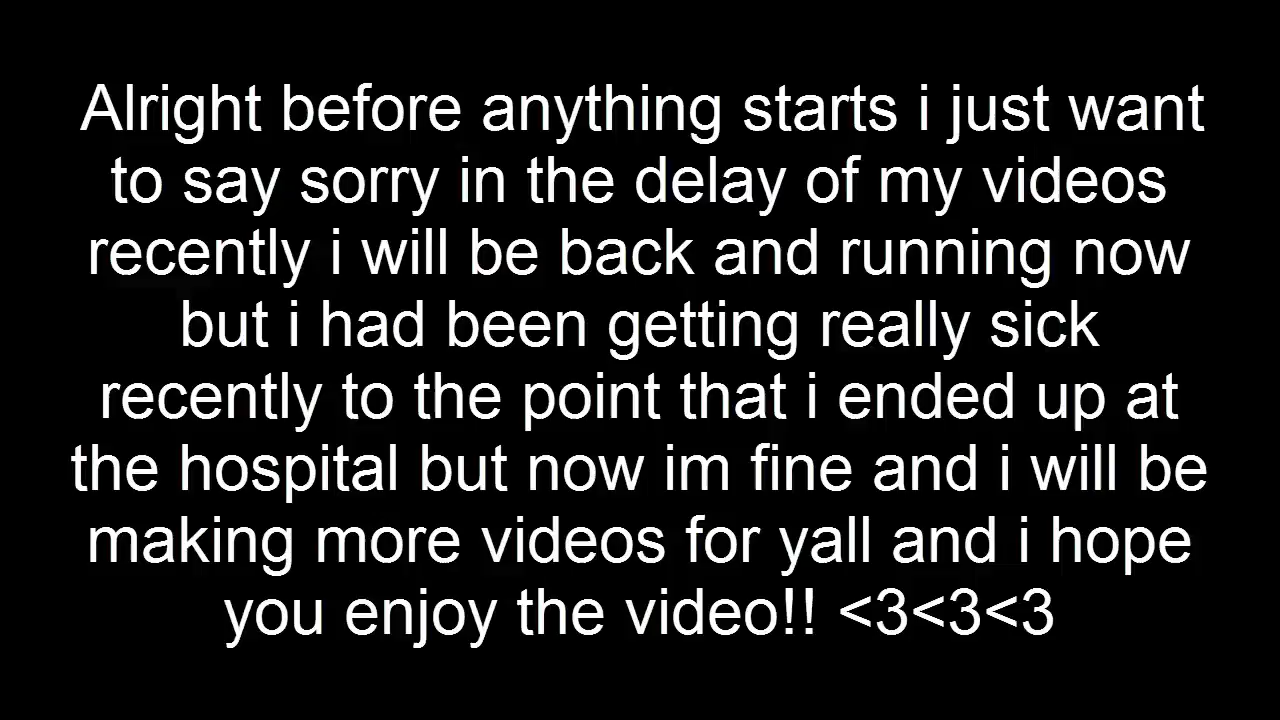 Alright before anything starts i just want
to say sorry in the delay of my videos
recently i will be back and running now
but i had been getting really sick
recently to the point that i ended up at
the hospital but now im fine and i will be
making more videos for yall and i hope
you enjoy the video!! <3<3<3